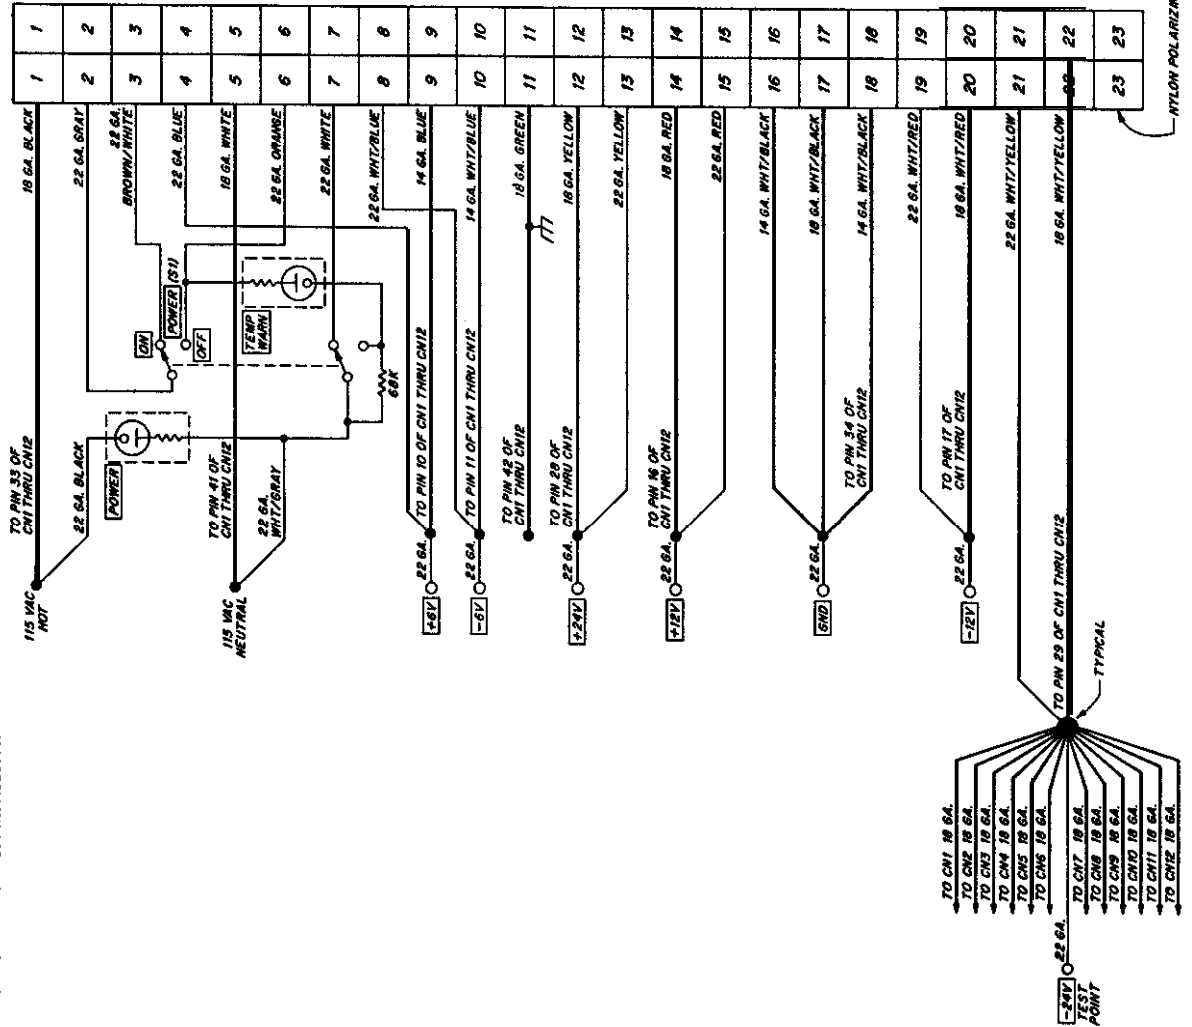 1 2 3 4 5 6 7 8 9 10 11 12 13 14 15 16 17 18 19 20 21 22 23
1 2 3 4 5 6 7 8 9 10 11 12 13 14 15 16 17 18 19 20 21 22 23
NYLON POLARIZIN
18 GA. BLACK
22 GA. GRAY
22 GA.
BROWN/WHITE
22 GA. BLUE
18 GA. WHITE
22 GA. ORANGE
22 GA. WHITE
22 GA. WHT/BLUE
14 GA. BLUE
14 GA. WHT/BLUE
18 GA. GREEN
18 GA. YELLOW
22 GA. YELLOW
18 GA. RED
22 GA. RED
14 GA. WHT/BLACK
18 GA. WHT/BLACK
14 GA. WHT/BLACK
22 GA. WHT/RED
18 GA. WHT/RED
22 GA. WHT/YELLOW
18 GA. WHT/YELLOW
ON
POWER (S1)
OFF
TEMP
WARN
68K
POWER
TO PIN 33 OF
CN1 THRU CN12
22 GA. BLACK
TO PIN 41 OF
CN1 THRU CN12
22 GA.
WHT/GRAY
TO PIN 10 OF CN1 THRU CN12
TO PIN 11 OF CN1 THRU CN12
TO PIN 42 OF
CN1 THRU CN12
TO PIN 28 OF
CN1 THRU CN12
TO PIN 16 OF
CN1 THRU CN12
TO PIN 34 OF
CN1 THRU CN12
TO PIN 17 OF
CN1 THRU CN12
TO PIN 29 OF CN1 THRU CN12
115 VAC
HOT
115 VAC
NEUTRAL
22 GA.
+6V
22 GA.
-6V
22 GA.
+24V
22 GA.
+12V
22 GA.
GND
22 GA.
-12V
TYPICAL
TO CN1 18 GA.
TO CN2 18 GA.
TO CN3 18 GA.
TO CN4 18 GA.
TO CN5 18 GA.
TO CN6 18 GA.
TO CN7 18 GA.
TO CN8 18 GA.
TO CN9 18 GA.
TO CN10 18 GA.
TO CN11 18 GA.
TO CN12 18 GA.
22 GA.
-24V
TEST
POINT